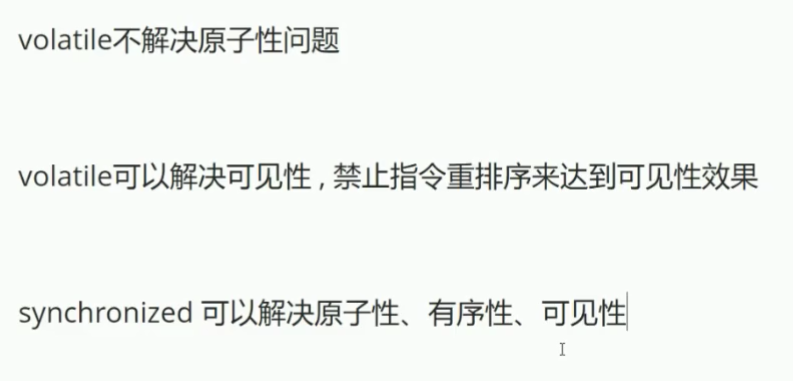 volatile不解决原子性问题
volatile可以解决可见性 , 禁止指令重排序来达到可见性效果
synchronized 可以解决原子性、有序性、可见性